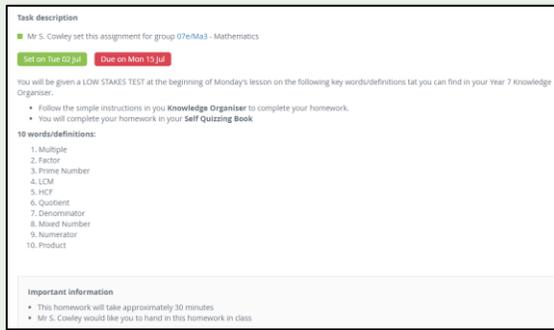 Task description
Mr S. Cowley set this assignment for group 07e/Ma3 - Mathematics
Set on Tue 02 Jul Due on Mon 15 Jul
You will be given a LOW STAKES TEST at the beginning of Monday's lesson on the following key words/definitions tat you can find in your Year 7 Knowledge
Organiser.
• Follow the simple instructions in you Knowledge Organiser to complete your homework.
• You will complete your homework in your Self Quizzing Book
10 words/definitions:
1. Multiple
2. Factor
3. Prime Number
4. LCM
5. HCF
6. Quotient
7. Denominator
8. Mixed Number
9. Numerator
10. Product
Important information
• This homework will take approximately 30 minutes
• Mr S. Cowley would like you to hand in this homework in class